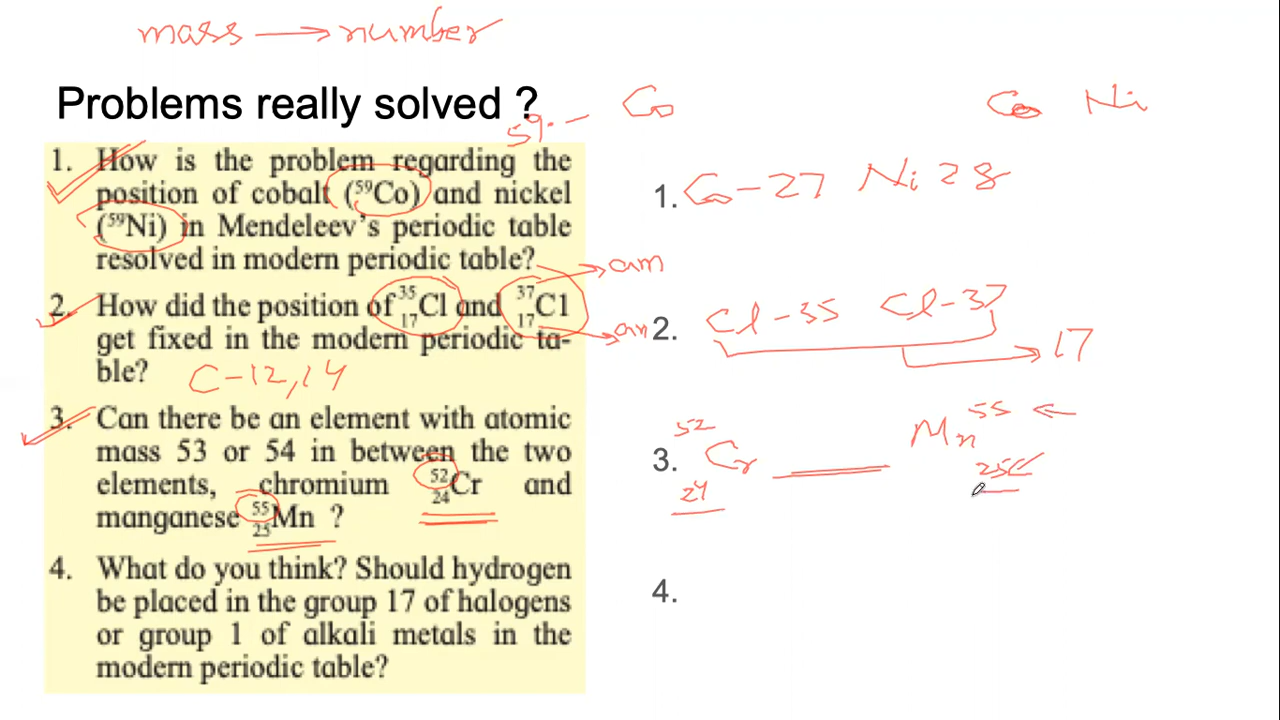 mass → number
Problems really solved ?
59.-- Co
Co Ni
1. How is the problem regarding the
position of cobalt (⁵⁹Co) and nickel
(⁵⁹Ni) in Mendeleev's periodic table
resolved in modern periodic table?
am
2. How did the position of ³⁵₁₇Cl and ³⁷₁₇C1
get fixed in the modern periodic ta-
ble?
an
C-12,14
3. Can there be an element with atomic
mass 53 or 54 in between the two
elements, chromium ⁵²₂₄Cr and
manganese ⁵⁵₂₅Mn ?
4. What do you think? Should hydrogen
be placed in the group 17 of halogens
or group 1 of alkali metals in the
modern periodic table?
1. Co-27 Ni 28
2. Cl-35 Cl-37
17
3. ⁵²₂₄Cr Mn⁵⁵
25
4.